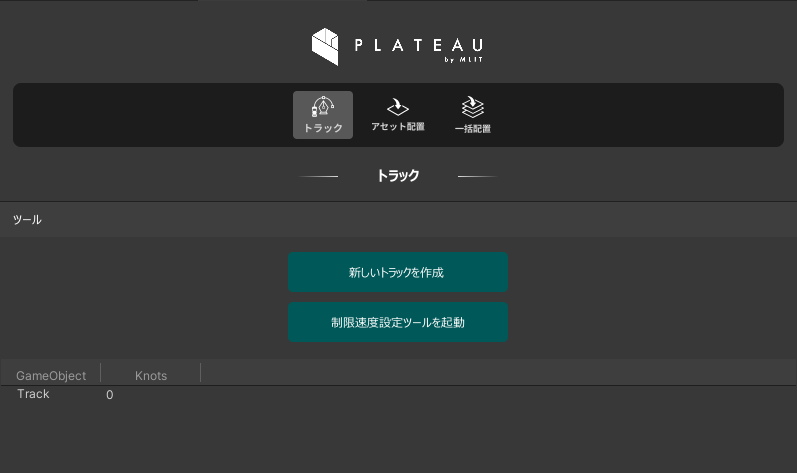 PLATEAU
by MLIT
トラック
アセット配置
一括配置
トラック
ツール
新しいトラックを作成
制限速度設定ツールを起動
GameObject Knots
Track 0